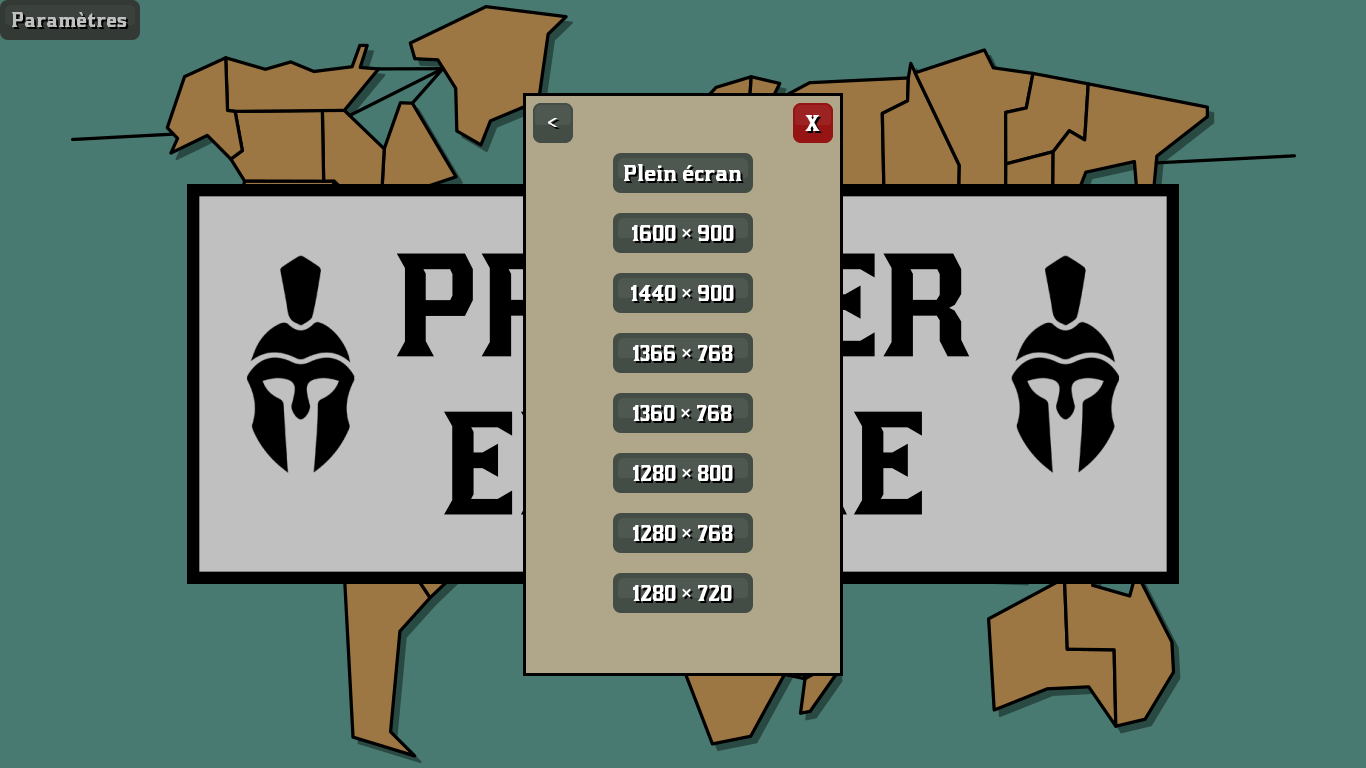 Paramètres
<
X
Plein écran
1600 × 900
1440 × 900
1366 × 768
1360 × 768
1280 × 800
1280 × 768
1280 × 720